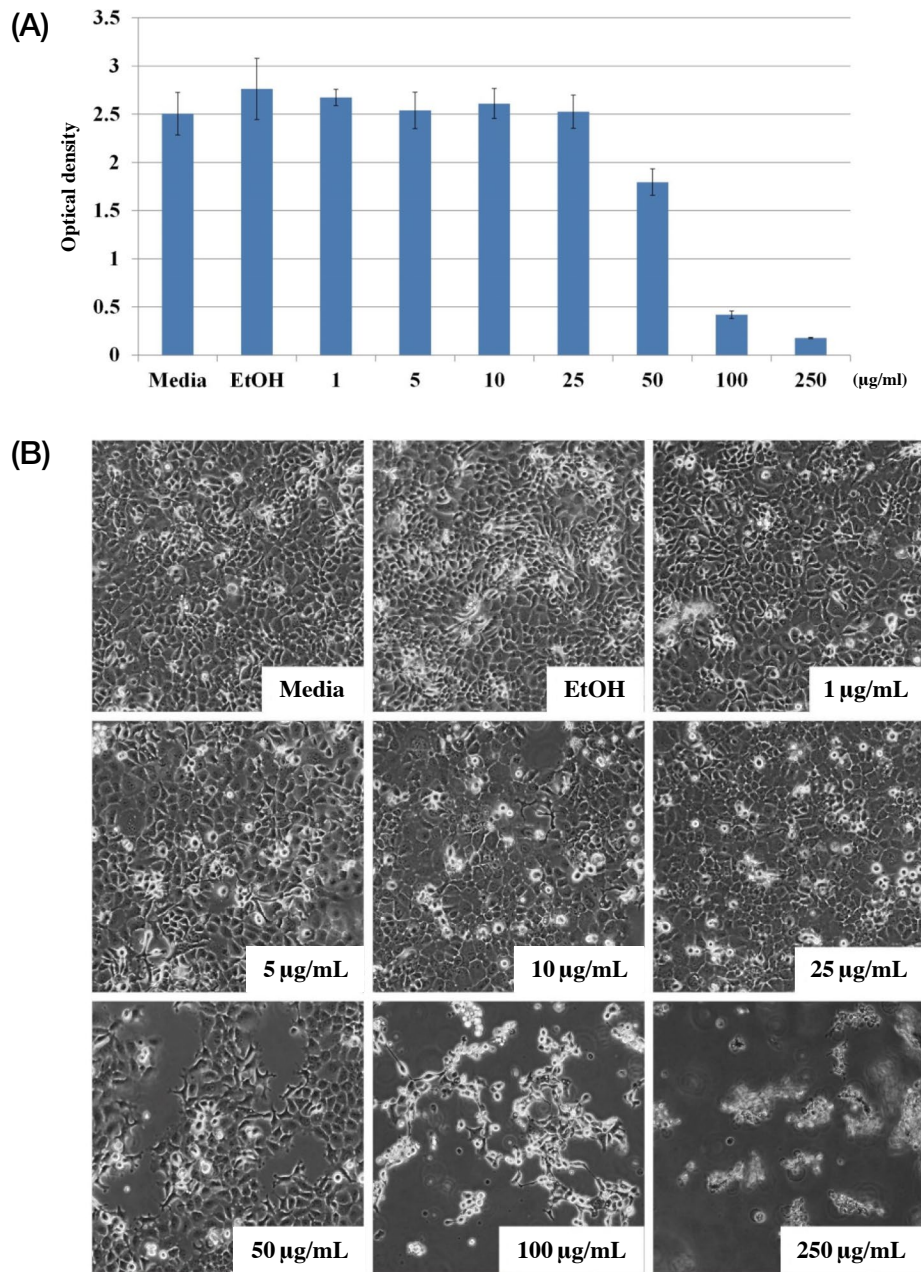 (A)
3.5
3
2.5
2
1.5
1
0.5
0
Optical density
Media EtOH 1 5 10 25 50 100 250 (μg/ml)
(B)
Media EtOH 1 μg/mL
5 μg/mL 10 μg/mL 25 μg/mL
50 μg/mL 100 μg/mL 250 μg/mL